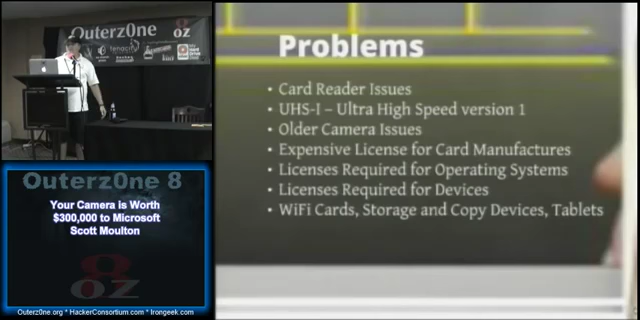 Outerz0ne
OZ
tenacity
Problems
• Card Reader Issues
• UHS-I – Ultra High Speed version 1
• Older Camera Issues
• Expensive License for Card Manufactures
• Licenses Required for Operating Systems
• Licenses Required for Devices
• WiFi Cards, Storage and Copy Devices, Tablets
Outerz0ne 8
Your Camera is Worth
$300,000 to Microsoft
Scott Moulton
OZ
Outerz0ne.org * HackerConsortium.com * Irongeek.com